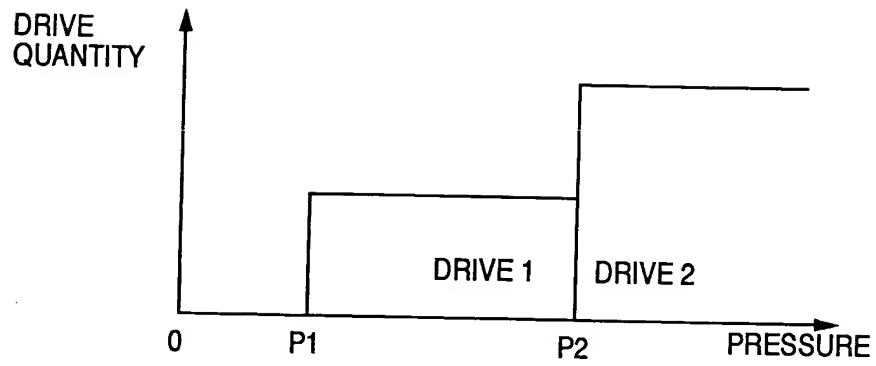 DRIVE
QUANTITY
DRIVE 1
DRIVE 2
0
P1
P2
PRESSURE